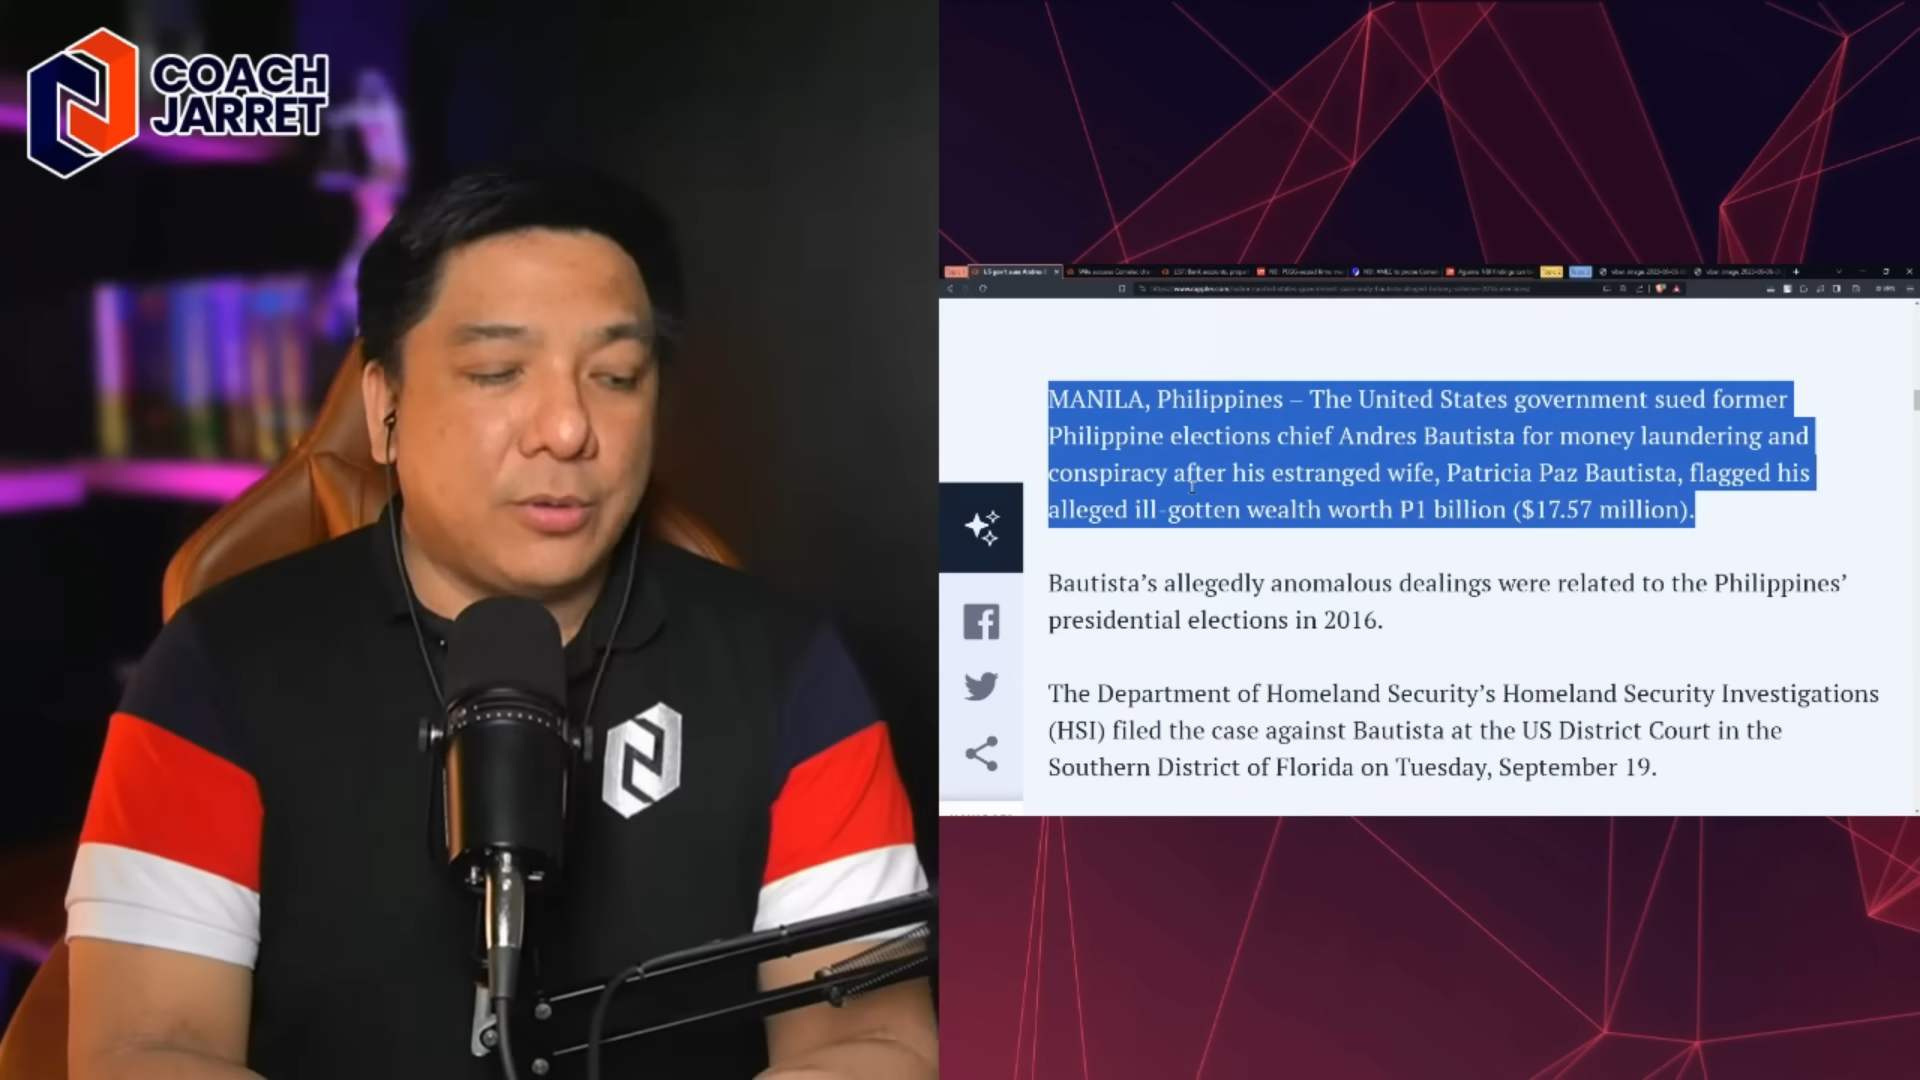 COACH
JARRET
MANILA, Philippines – The United States government sued former
Philippine elections chief Andres Bautista for money laundering and
conspiracy after his estranged wife, Patricia Paz Bautista, flagged his
alleged ill-gotten wealth worth P1 billion ($17.57 million).
Bautista’s allegedly anomalous dealings were related to the Philippines’
presidential elections in 2016.
The Department of Homeland Security’s Homeland Security Investigations
(HSI) filed the case against Bautista at the US District Court in the
Southern District of Florida on Tuesday, September 19.